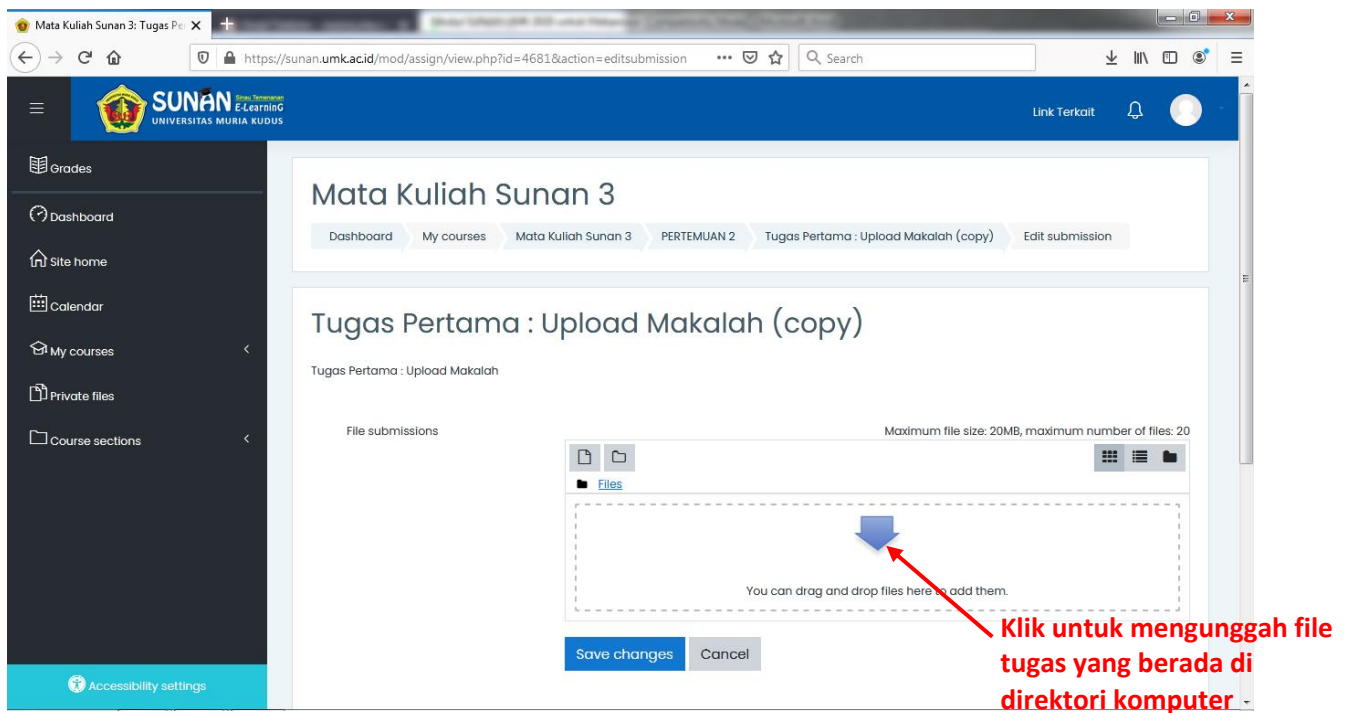 Mata Kuliah Sunan 3: Tugas Pe
https://sunan.umk.ac.id/mod/assign/view.php?id=4681&action=editsubmission
Search
SUNAN Sinau Temenanan E-Learning
UNIVERSITAS MURIA KUDUS
Link Terkait
Grades
Dashboard
Site home
Calendar
My courses
Private files
Course sections
Accessibility settings
Mata Kuliah Sunan 3
Dashboard My courses Mata Kuliah Sunan 3 PERTEMUAN 2 Tugas Pertama : Upload Makalah (copy) Edit submission
Tugas Pertama : Upload Makalah (copy)
Tugas Pertama : Upload Makalah
File submissions
Maximum file size: 20MB, maximum number of files: 20
Files
You can drag and drop files here to add them.
Save changes Cancel
Klik untuk mengunggah file
tugas yang berada di
direktori komputer